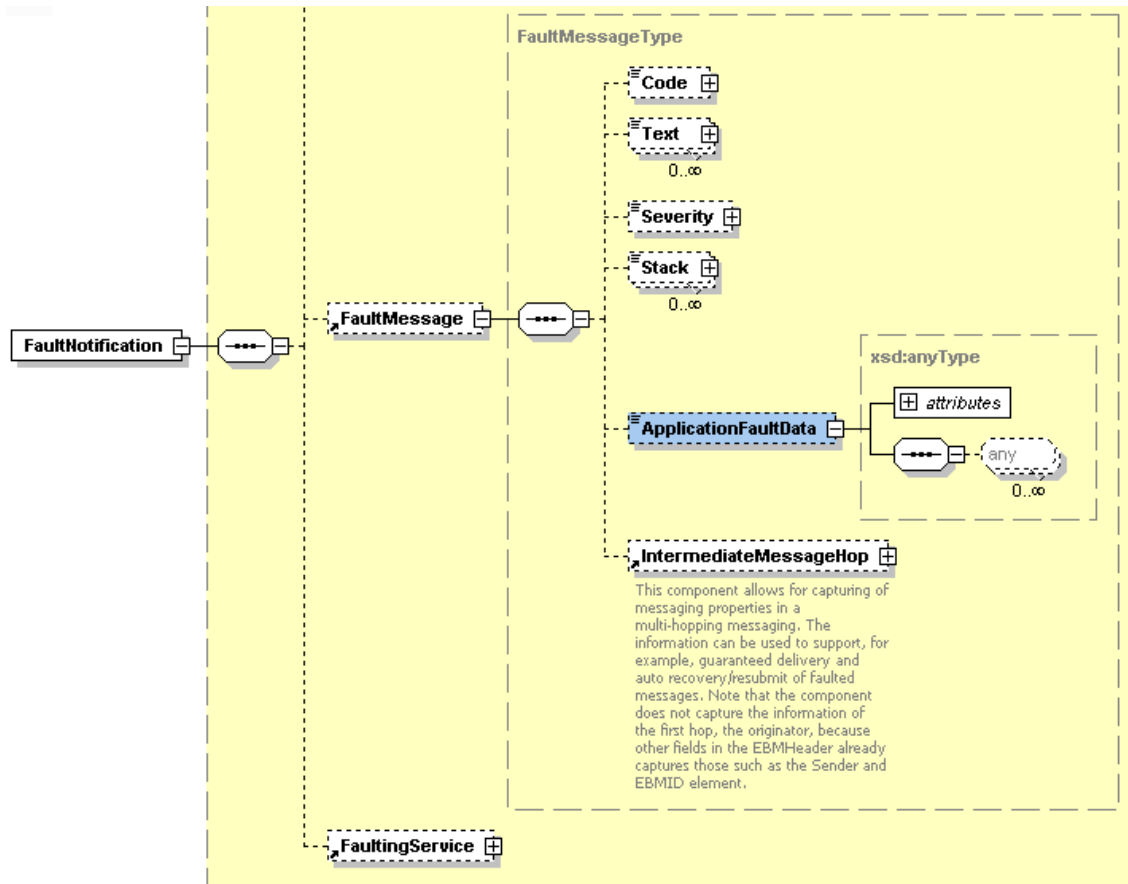 FaultMessageType
Code
Text
0..∞
Severity
Stack
0..∞
FaultMessage
FaultNotification
xsd:anyType
attributes
ApplicationFaultData
any
0..∞
IntermediateMessageHop
This component allows for capturing of
messaging properties in a
multi-hopping messaging. The
information can be used to support, for
example, guaranteed delivery and
auto recovery/resubmit of faulted
messages. Note that the component
does not capture the information of
the first hop, the originator, because
other fields in the EBMHeader already
captures those such as the Sender and
EBMID element.
FaultingService